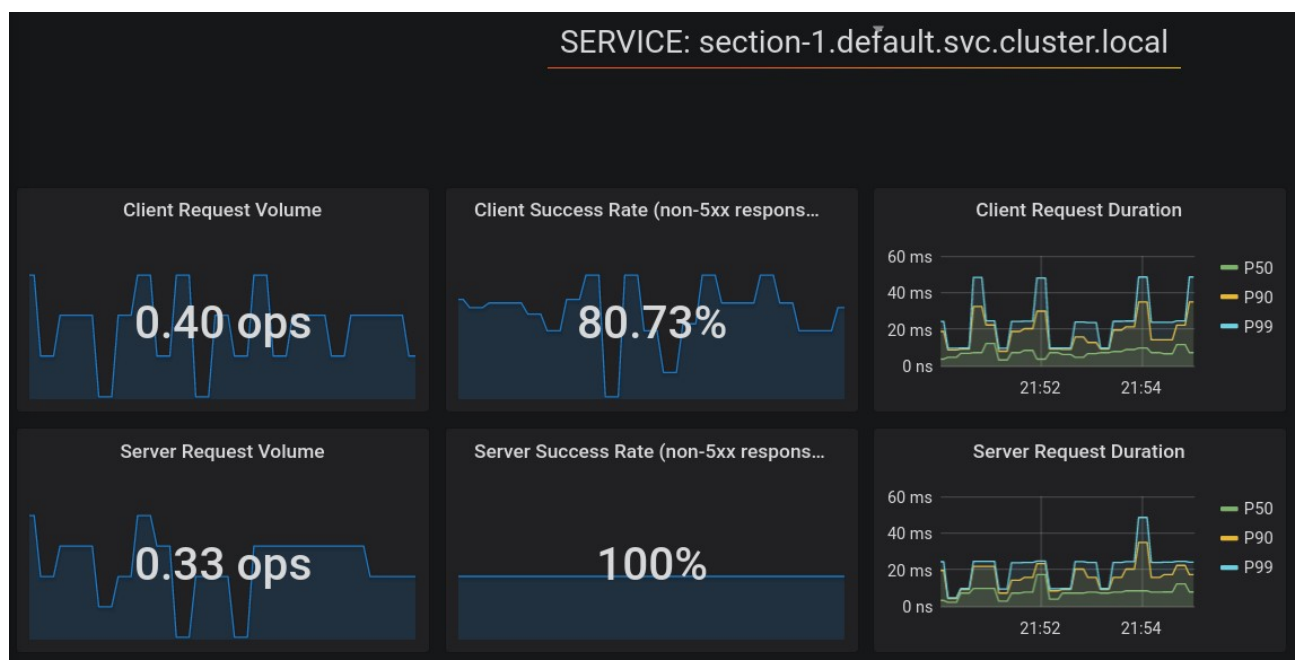 SERVICE: section-1.default.svc.cluster.local
Client Request Volume
0.40 ops
Client Success Rate (non-5xx respons...
80.73%
Client Request Duration
60 ms
40 ms
20 ms
0 ns
21:52 21:54
P50
P90
P99
Server Request Volume
0.33 ops
Server Success Rate (non-5xx respons...
100%
Server Request Duration
60 ms
40 ms
20 ms
0 ns
21:52 21:54
P50
P90
P99